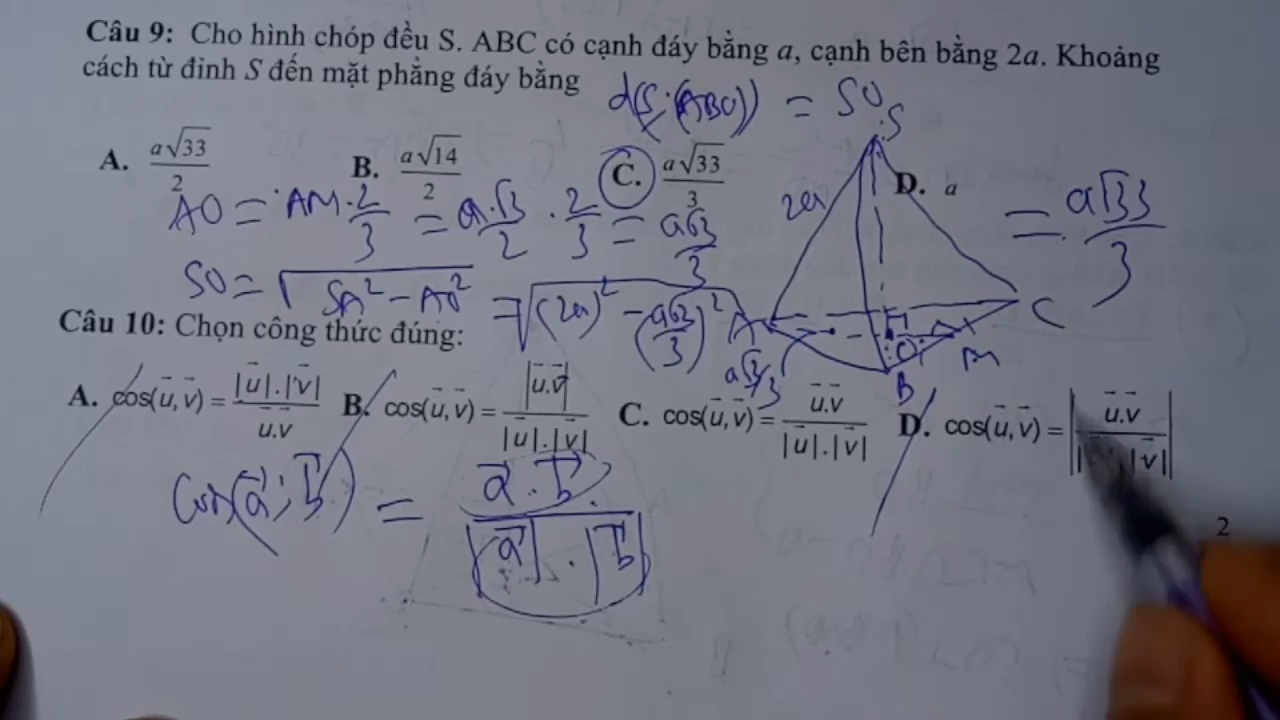 Câu 9: Cho hình chóp đều S. ABC có cạnh đáy bằng a, cạnh bên bằng 2a. Khoảng
cách từ đỉnh S đến mặt phẳng đáy bằng
d(S; (ABC)) = SO
A. a√33/2 B. a√14/2 C. a√33/3 D. a
S
2a
= a√33/3
AO = AM . 2/3 = a.√3/2 . 2/3 = a√3/3
SO = √(SA² − AO²) = √((2a)² − (a√3/3)²)
A
C
O
M
B
a√3/3
Câu 10: Chọn công thức đúng:
A. cos(u⃗, v⃗) = |u⃗|.|v⃗| / u⃗.v⃗ B. cos(u⃗, v⃗) = |u⃗.v⃗| / |u⃗|.|v⃗| C. cos(u⃗, v⃗) = u⃗.v⃗ / |u⃗|.|v⃗| D. cos(u⃗, v⃗) = | u⃗.v⃗ / |v⃗| |
cos(a⃗; b⃗) = a⃗ . b⃗ / |a⃗| . |b⃗|
2